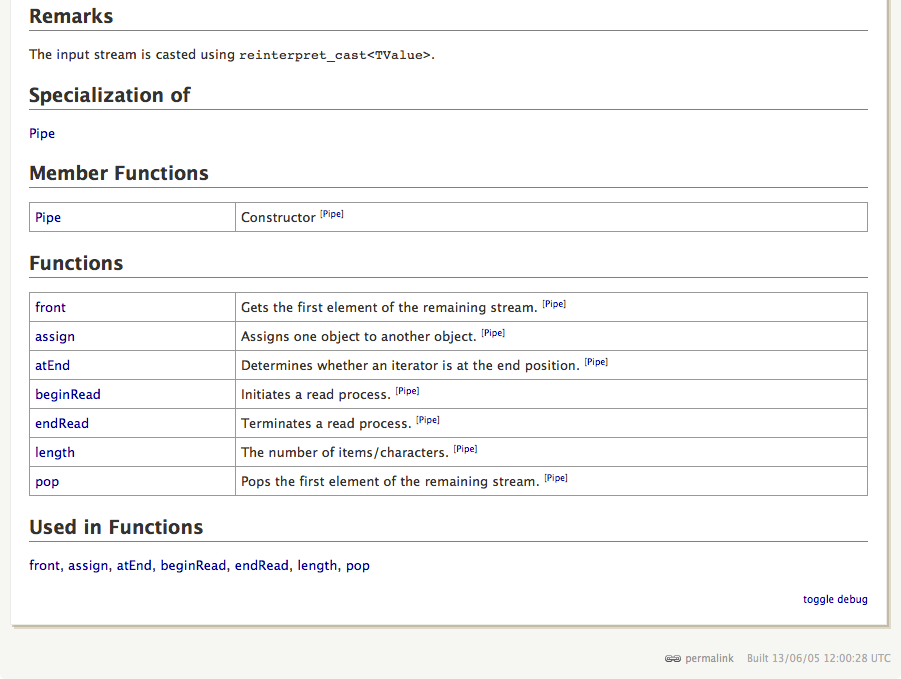 Remarks
The input stream is casted using reinterpret_cast<TValue>.
Specialization of
Pipe
Member Functions
Pipe Constructor [Pipe]
Functions
front Gets the first element of the remaining stream. [Pipe]
assign Assigns one object to another object. [Pipe]
atEnd Determines whether an iterator is at the end position. [Pipe]
beginRead Initiates a read process. [Pipe]
endRead Terminates a read process. [Pipe]
length The number of items/characters. [Pipe]
pop Pops the first element of the remaining stream. [Pipe]
Used in Functions
front, assign, atEnd, beginRead, endRead, length, pop
toggle debug
permalink Built 13/06/05 12:00:28 UTC